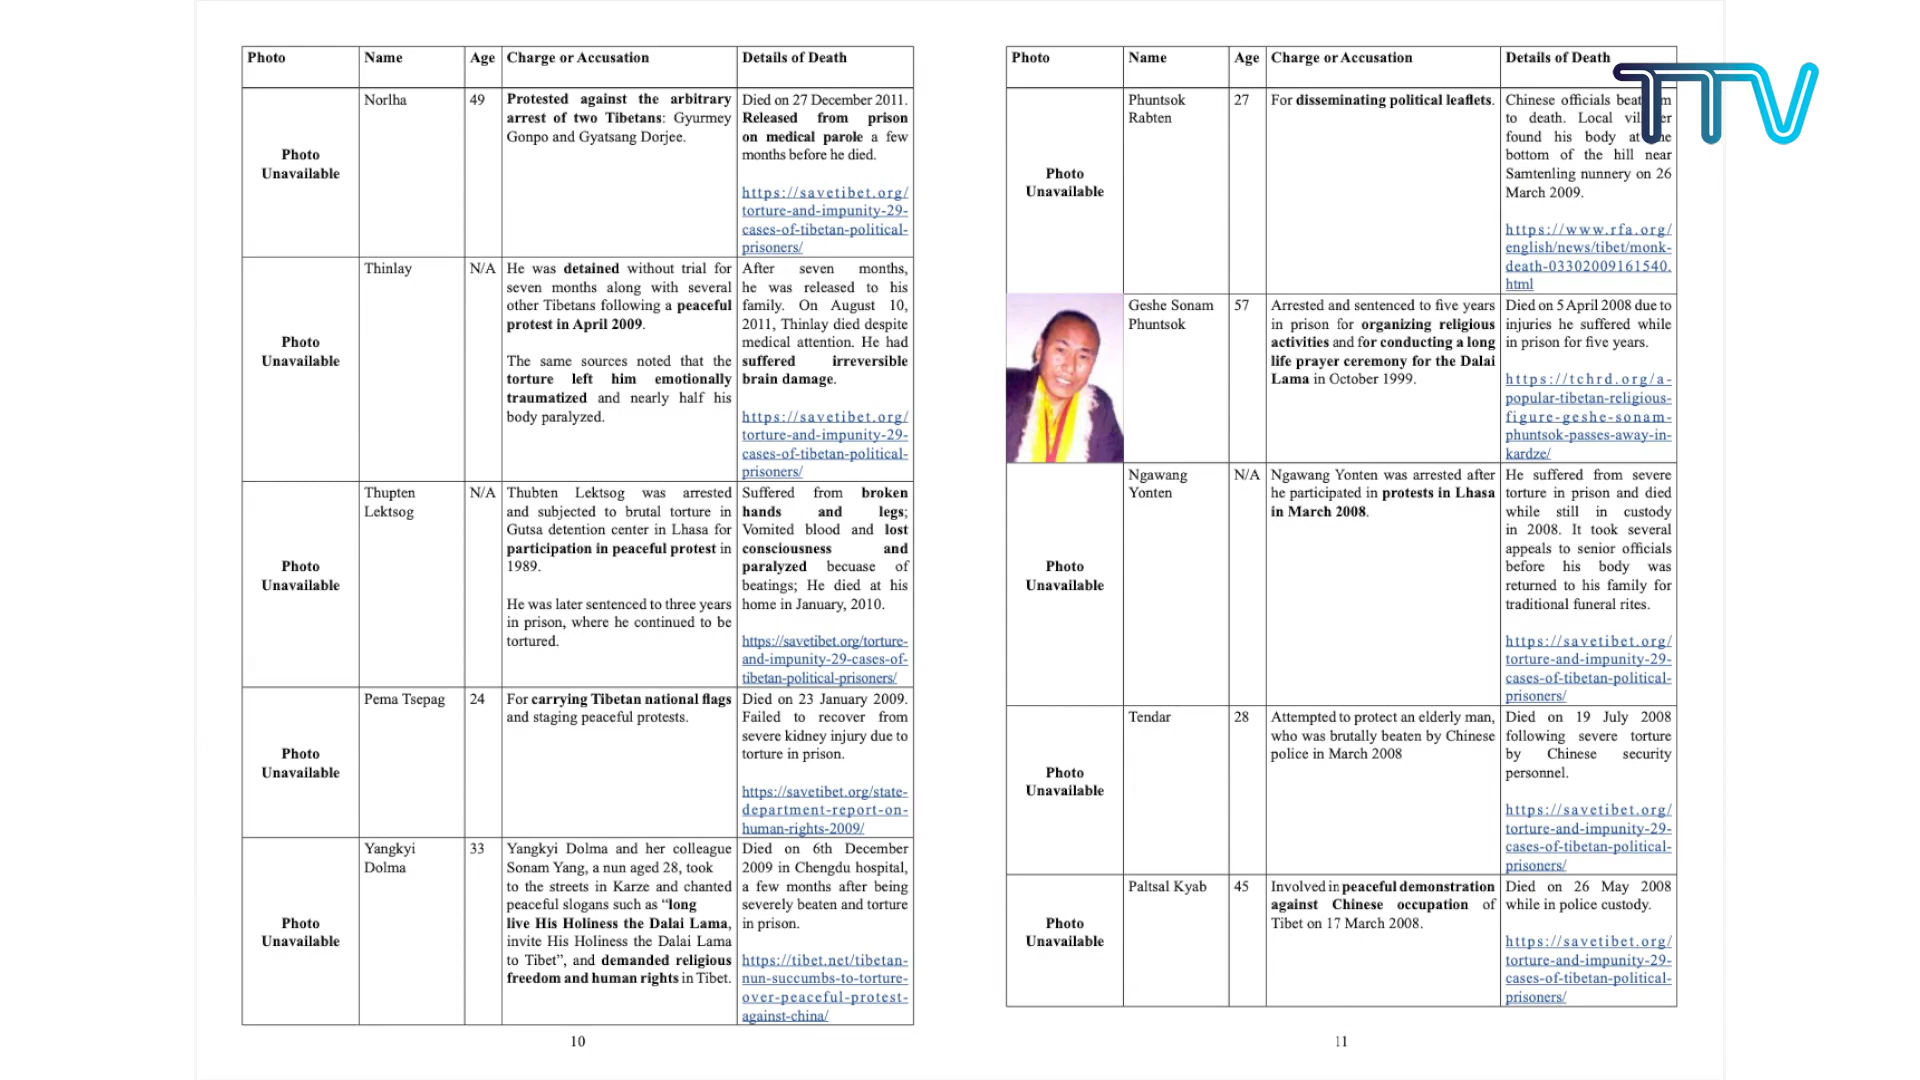 Photo Name Age Charge or Accusation Details of Death
Photo
Unavailable
Norlha
49
Protested against the arbitrary
arrest of two Tibetans: Gyurmey
Gonpo and Gyatsang Dorjee.
Died on 27 December 2011.
Released from prison
on medical parole a few
months before he died.
https://savetibet.org/
torture-and-impunity-29-
cases-of-tibetan-political-
prisoners/
Photo
Unavailable
Thinlay
N/A
He was detained without trial for
seven months along with several
other Tibetans following a peaceful
protest in April 2009.
The same sources noted that the
torture left him emotionally
traumatized and nearly half his
body paralyzed.
After seven months,
he was released to his
family. On August 10,
2011, Thinlay died despite
medical attention. He had
suffered irreversible
brain damage.
https://savetibet.org/
torture-and-impunity-29-
cases-of-tibetan-political-
prisoners/
Photo
Unavailable
Thupten
Lektsog
N/A
Thubten Lektsog was arrested
and subjected to brutal torture in
Gutsa detention center in Lhasa for
participation in peaceful protest in
1989.
He was later sentenced to three years
in prison, where he continued to be
tortured.
Suffered from broken
hands and legs;
Vomited blood and lost
consciousness and
paralyzed becuase of
beatings; He died at his
home in January, 2010.
https://savetibet.org/torture-
and-impunity-29-cases-of-
tibetan-political-prisoners/
Photo
Unavailable
Pema Tsepag
24
For carrying Tibetan national flags
and staging peaceful protests.
Died on 23 January 2009.
Failed to recover from
severe kidney injury due to
torture in prison.
https://savetibet.org/state-
department-report-on-
human-rights-2009/
Photo
Unavailable
Yangkyi
Dolma
33
Yangkyi Dolma and her colleague
Sonam Yang, a nun aged 28, took
to the streets in Karze and chanted
peaceful slogans such as “long
live His Holiness the Dalai Lama,
invite His Holiness the Dalai Lama
to Tibet”, and demanded religious
freedom and human rights in Tibet.
Died on 6th December
2009 in Chengdu hospital,
a few months after being
severely beaten and torture
in prison.
https://tibet.net/tibetan-
nun-succumbs-to-torture-
over-peaceful-protest-
against-china/
10
Photo Name Age Charge or Accusation Details of Death
TTV
Photo
Unavailable
Phuntsok
Rabten
27
For disseminating political leaflets.
Chinese officials
to death. Local
found his body at
bottom of the hill near
Samtenling nunnery on 26
March 2009.
https://www.rfa.org/
english/news/tibet/monk-
death-03302009161540.
html
Geshe Sonam
Phuntsok
57
Arrested and sentenced to five years
in prison for organizing religious
activities and for conducting a long
life prayer ceremony for the Dalai
Lama in October 1999.
Died on 5 April 2008 due to
injuries he suffered while
in prison for five years.
https://tchrd.org/a-
popular-tibetan-religious-
figure-geshe-sonam-
phuntsok-passes-away-in-
kardze/
Photo
Unavailable
Ngawang
Yonten
N/A
Ngawang Yonten was arrested after
he participated in protests in Lhasa
in March 2008.
He suffered from severe
torture in prison and died
while still in custody
in 2008. It took several
appeals to senior officials
before his body was
returned to his family for
traditional funeral rites.
https://savetibet.org/
torture-and-impunity-29-
cases-of-tibetan-political-
prisoners/
Photo
Unavailable
Tendar
28
Attempted to protect an elderly man,
who was brutally beaten by Chinese
police in March 2008
Died on 19 July 2008
following severe torture
by Chinese security
personnel.
https://savetibet.org/
torture-and-impunity-29-
cases-of-tibetan-political-
prisoners/
Photo
Unavailable
Paltsal Kyab
45
Involved in peaceful demonstration
against Chinese occupation of
Tibet on 17 March 2008.
Died on 26 May 2008
while in police custody.
https://savetibet.org/
torture-and-impunity-29-
cases-of-tibetan-political-
prisoners/
11